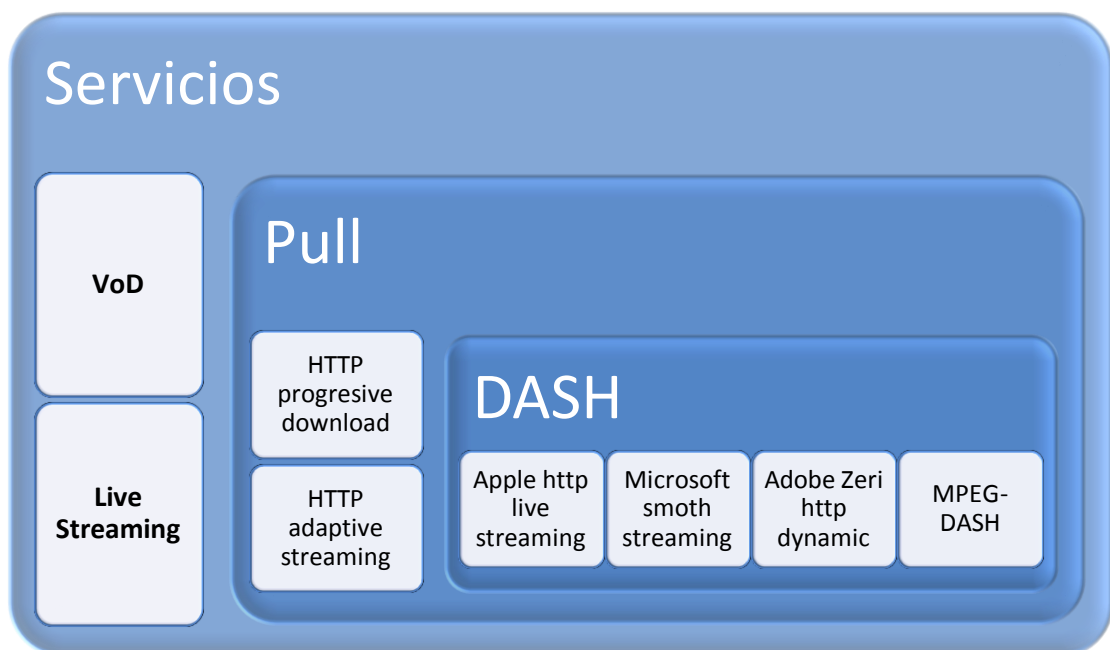 Servicios
VoD
Live
Streaming
Pull
HTTP
progresive
download
HTTP
adaptive
streaming
DASH
Apple http
live
streaming
Microsoft
smoth
streaming
Adobe Zeri
http
dynamic
MPEG-
DASH